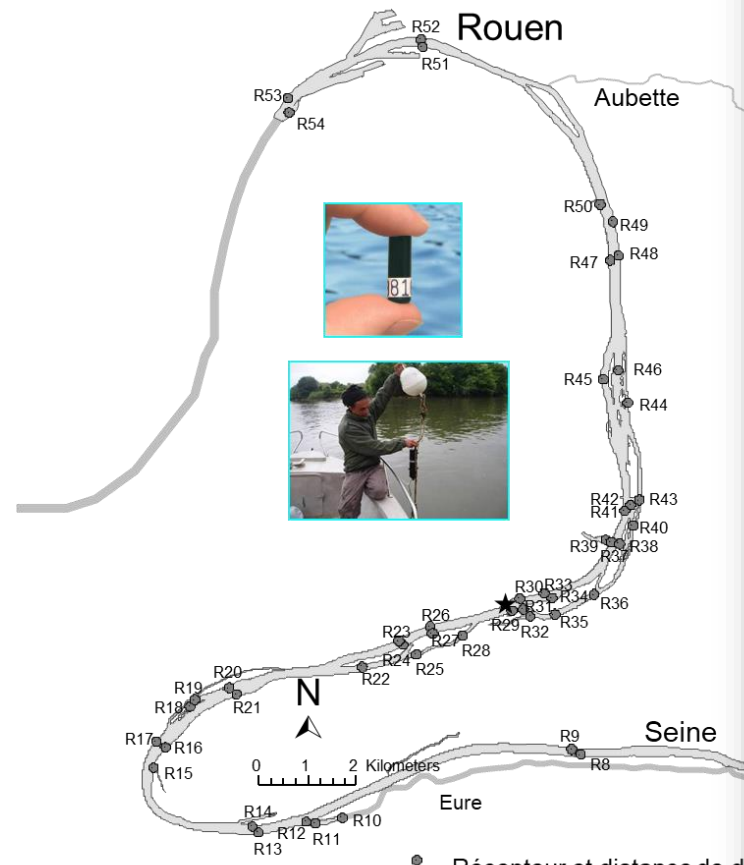 R52
Rouen
R51
R53
R54
Aubette
R50
R49
R47
R48
81
R45
R46
R44
R42
R43
R41
R40
R39
R38
R37
R30
R33
R34
R36
R31
R29
R32
R35
R26
R23
R27
R28
R24
R25
R22
R20
R19
R18
R21
R17
R16
R15
N
0 1 2 Kilometers
Seine
R9
R8
Eure
R14
R12
R10
R11
R13
Récepteur et distance de d